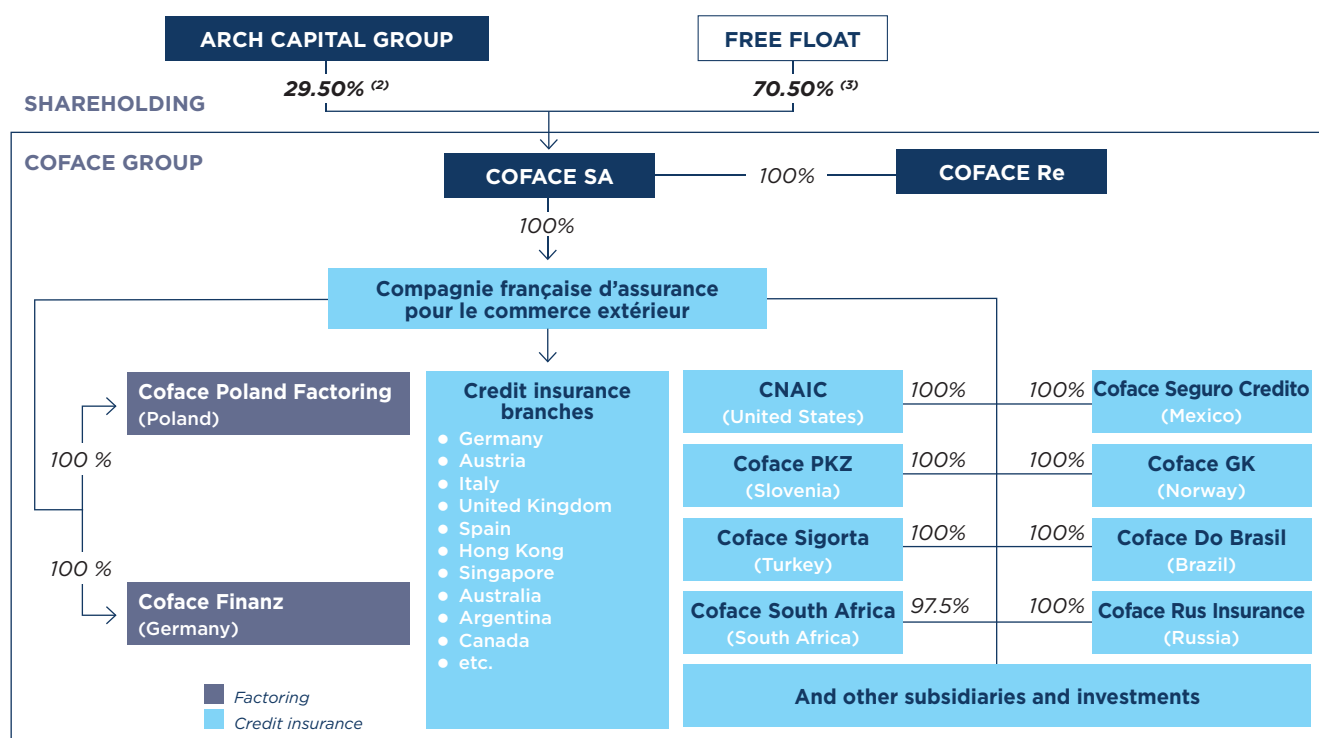 ARCH CAPITAL GROUP
FREE FLOAT
29.50% (2)
70.50% (3)
SHAREHOLDING
COFACE GROUP
COFACE SA
100%
COFACE Re
100%
Compagnie française d'assurance
pour le commerce extérieur
Coface Poland Factoring
(Poland)
100 %
100 %
Coface Finanz
(Germany)
Credit insurance
branches
● Germany
● Austria
● Italy
● United Kingdom
● Spain
● Hong Kong
● Singapore
● Australia
● Argentina
● Canada
● etc.
CNAIC
(United States)
100%
100%
Coface Seguro Credito
(Mexico)
Coface PKZ
(Slovenia)
100%
100%
Coface GK
(Norway)
Coface Sigorta
(Turkey)
100%
100%
Coface Do Brasil
(Brazil)
Coface South Africa
(South Africa)
97.5%
100%
Coface Rus Insurance
(Russia)
And other subsidiaries and investments
Factoring
Credit insurance